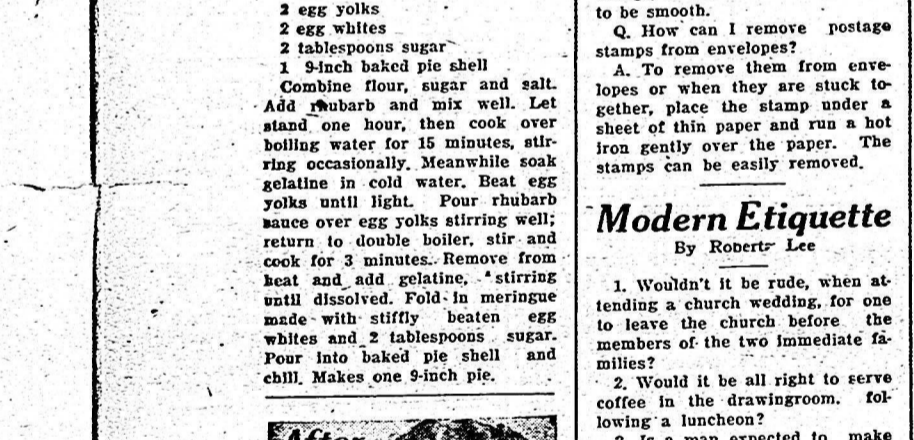 2 egg yolks
2 egg whites
2 tablespoons sugar
1 9-inch baked pie shell
Combine flour, sugar and salt.
Add rhubarb and mix well. Let
stand one hour, then cook over
boiling water for 15 minutes, stir-
ring occasionally. Meanwhile soak
gelatine in cold water. Beat egg
yolks until light. Pour rhubarb
sauce over egg yolks stirring well;
return to double boiler, stir and
cook for 3 minutes. Remove from
heat and add gelatine, stirring
until dissolved. Fold in meringue
made with stiffly beaten egg
whites and 2 tablespoons sugar.
Pour into baked pie shell and
chill. Makes one 9-inch pie.
After
to be smooth.
Q. How can I remove postage
stamps from envelopes?
A. To remove them from enve-
lopes or when they are stuck to-
gether, place the stamp under a
sheet of thin paper and run a hot
iron gently over the paper. The
stamps can be easily removed.
Modern Etiquette
By Roberta Lee
1. Wouldn't it be rude, when at-
tending a church wedding, for one
to leave the church before the
members of the two immediate fa-
milies?
2. Would it be all right to serve
coffee in the drawingroom, fol-
lowing a luncheon?
3. Is a man expected to make